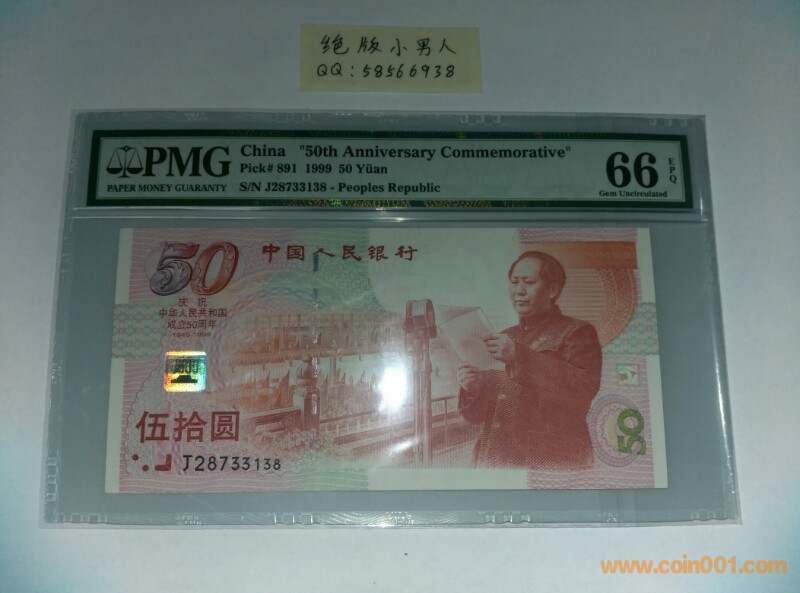 绝版小男人
QQ:58566938
PMG
PAPER MONEY GUARANTY
China "50th Anniversary Commemorative"
Pick# 891 1999 50 Yüan
S/N J28733138 - Peoples Republic
66 EPQ
Gem Uncirculated
50
中国人民银行
庆祝
中华人民共和国
成立50周年
1949-1999
伍拾圆
J28733138
50
www.coin001.com